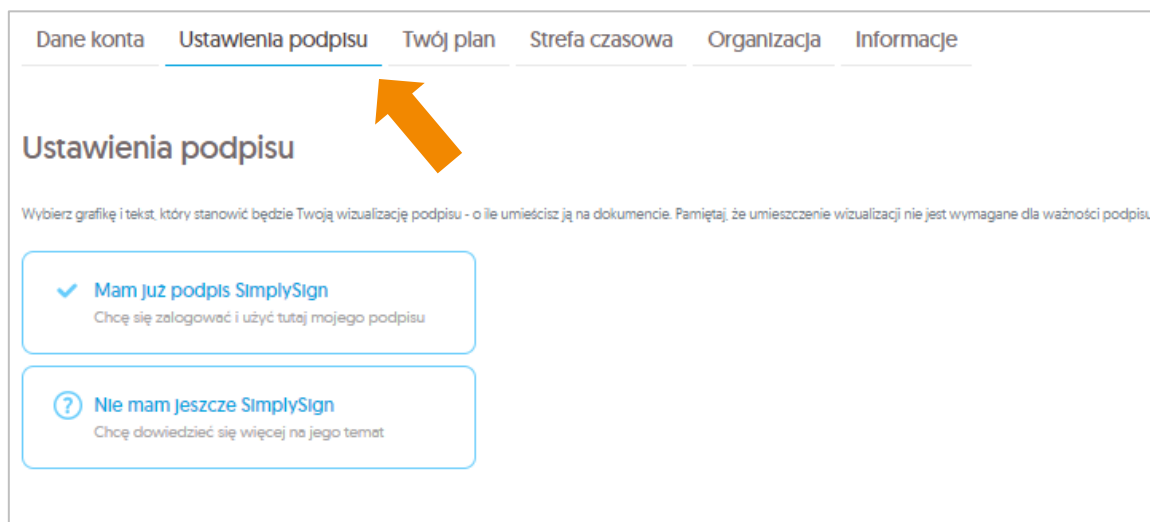 Dane konta Ustawienia podpisu Twój plan Strefa czasowa Organizacja Informacje
Ustawienia podpisu
Wybierz grafikę i tekst, który stanowić będzie Twoją wizualizację podpisu - o ile umieścisz ją na dokumencie. Pamiętaj, że umieszczenie wizualizacji nie jest wymagane dla ważności podpisu
Mam już podpis SimplySign
Chcę się zalogować i użyć tutaj mojego podpisu
?
Nie mam jeszcze SimplySign
Chcę dowiedzieć się więcej na jego temat